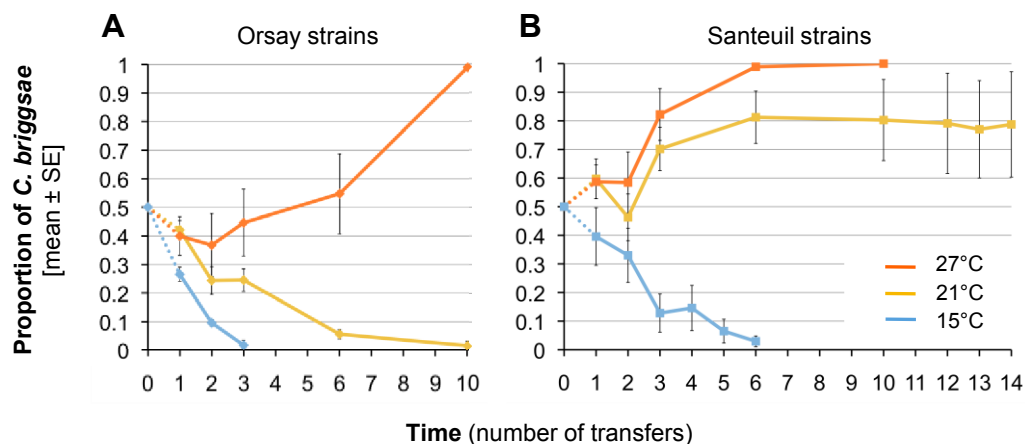 A
Orsay strains
B
Santeuil strains
Proportion of C. briggsae
[mean ± SE]
1
0.9
0.8
0.7
0.6
0.5
0.4
0.3
0.2
0.1
0
0 1 2 3 4 5 6 7 8 9 10
1
0.9
0.8
0.7
0.6
0.5
0.4
0.3
0.2
0.1
0
0 1 2 3 4 5 6 7 8 9 10 11 12 13 14
27°C
21°C
15°C
Time (number of transfers)